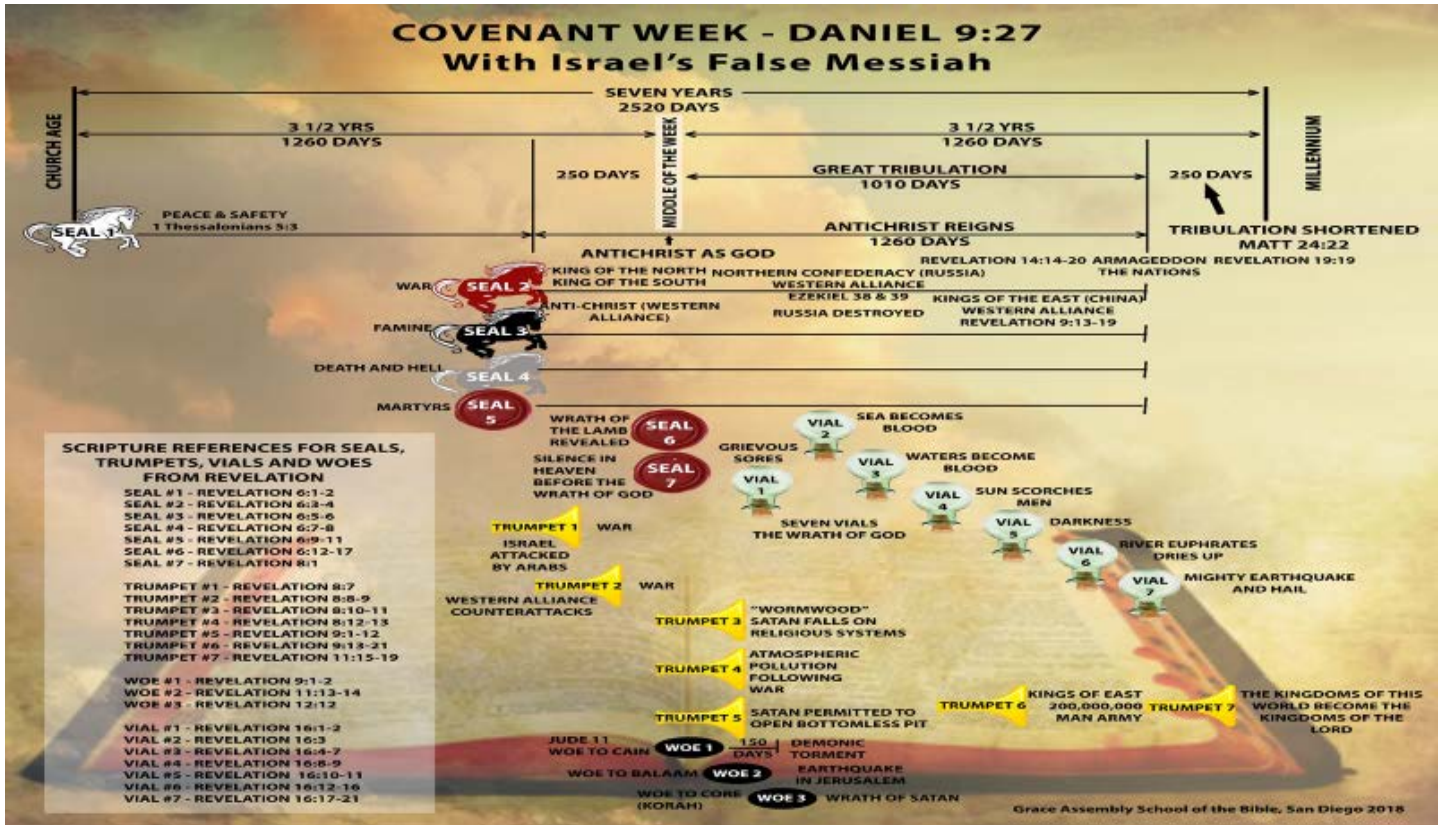 COVENANT WEEK - DANIEL 9:27
With Israel's False Messiah
SEVEN YEARS
2520 DAYS
CHURCH AGE
3 1/2 YRS
1260 DAYS
MIDDLE OF THE WEEK
3 1/2 YRS
1260 DAYS
MILLENNIUM
250 DAYS
GREAT TRIBULATION
1010 DAYS
250 DAYS
SEAL 1
PEACE & SAFETY
1 Thessalonians 5:3
ANTICHRIST REIGNS
1260 DAYS
TRIBULATION SHORTENED
MATT 24:22
ANTICHRIST AS GOD
REVELATION 14:14-20 ARMAGEDDON REVELATION 19:19
THE NATIONS
WAR
SEAL 2
KING OF THE NORTH
KING OF THE SOUTH
NORTHERN CONFEDERACY (RUSSIA)
WESTERN ALLIANCE
EZEKIEL 38 & 39
RUSSIA DESTROYED
KINGS OF THE EAST (CHINA)
WESTERN ALLIANCE
REVELATION 9:13-19
ANTI-CHRIST (WESTERN
ALLIANCE)
FAMINE
SEAL 3
DEATH AND HELL
SEAL 4
MARTYRS
SEAL
5
WRATH OF
THE LAMB
REVEALED
SEAL
6
SILENCE IN
HEAVEN
BEFORE THE
WRATH OF GOD
SEAL
7
GRIEVOUS
SORES
VIAL
1
VIAL
2
SEA BECOMES
BLOOD
VIAL
3
WATERS BECOME
BLOOD
VIAL
4
SUN SCORCHES
MEN
SEVEN VIALS
THE WRATH OF GOD
VIAL
5
DARKNESS
VIAL
6
RIVER EUPHRATES
DRIES UP
VIAL
7
MIGHTY EARTHQUAKE
AND HAIL
SCRIPTURE REFERENCES FOR SEALS,
TRUMPETS, VIALS AND WOES
FROM REVELATION
SEAL #1 - REVELATION 6:1-2
SEAL #2 - REVELATION 6:3-4
SEAL #3 - REVELATION 6:5-6
SEAL #4 - REVELATION 6:7-8
SEAL #5 - REVELATION 6:9-11
SEAL #6 - REVELATION 6:12-17
SEAL #7 - REVELATION 8:1
TRUMPET #1 - REVELATION 8:7
TRUMPET #2 - REVELATION 8:8-9
TRUMPET #3 - REVELATION 8:10-11
TRUMPET #4 - REVELATION 8:12-13
TRUMPET #5 - REVELATION 9:1-12
TRUMPET #6 - REVELATION 9:13-21
TRUMPET #7 - REVELATION 11:15-19
WOE #1 - REVELATION 9:1-2
WOE #2 - REVELATION 11:13-14
WOE #3 - REVELATION 12:12
VIAL #1 - REVELATION 16:1-2
VIAL #2 - REVELATION 16:3
VIAL #3 - REVELATION 16:4-7
VIAL #4 - REVELATION 16:8-9
VIAL #5 - REVELATION 16:10-11
VIAL #6 - REVELATION 16:12-16
VIAL #7 - REVELATION 16:17-21
TRUMPET 1
WAR
ISRAEL
ATTACKED
BY ARABS
TRUMPET 2
WAR
WESTERN ALLIANCE
COUNTERATTACKS
TRUMPET 3
"WORMWOOD"
SATAN FALLS ON
RELIGIOUS SYSTEMS
TRUMPET 4
ATMOSPHERIC
POLLUTION
FOLLOWING
WAR
TRUMPET 5
SATAN PERMITTED TO
OPEN BOTTOMLESS PIT
TRUMPET 6
KINGS OF EAST
200,000,000
MAN ARMY
TRUMPET 7
THE KINGDOMS OF THIS
WORLD BECOME THE
KINGDOMS OF THE
LORD
JUDE 11
WOE TO CAIN
WOE 1
150
DAYS
DEMONIC
TORMENT
WOE TO BALAAM
WOE 2
EARTHQUAKE
IN JERUSALEM
WOE TO CORE
(KORAH)
WOE 3
WRATH OF SATAN
Grace Assembly School of the Bible, San Diego 2018